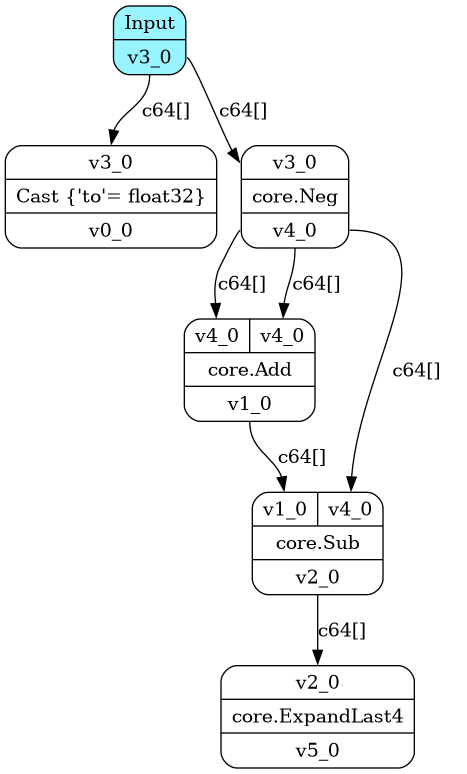 Input
v3_0
c64[]
c64[]
v3_0
Cast {'to'= float32}
v0_0
v3_0
core.Neg
v4_0
c64[]
c64[]
c64[]
v4_0 v4_0
core.Add
v1_0
c64[]
v1_0 v4_0
core.Sub
v2_0
c64[]
v2_0
core.ExpandLast4
v5_0